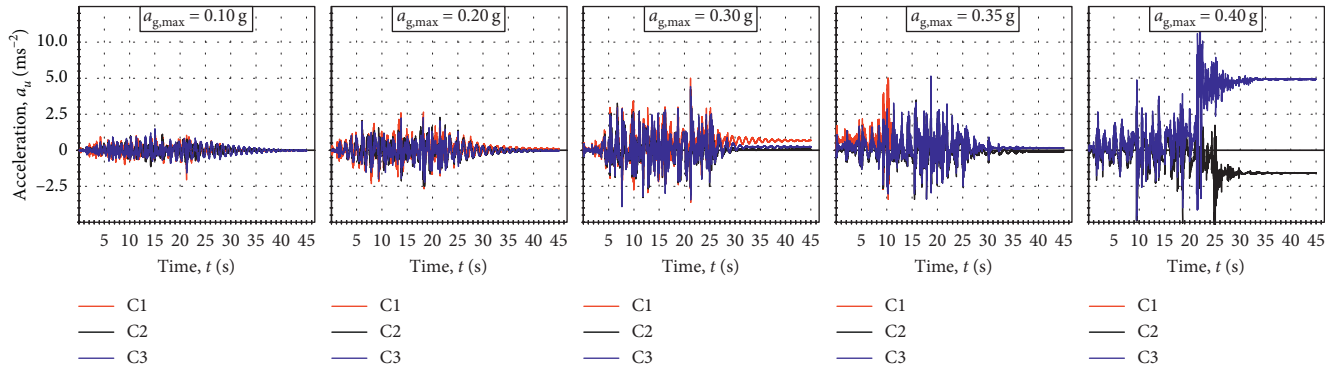 a_g,max = 0.10 g
a_g,max = 0.20 g
a_g,max = 0.30 g
a_g,max = 0.35 g
a_g,max = 0.40 g
Acceleration, a_u (ms⁻²)
10.0
5.0
2.5
0
−2.5
5 10 15 20 25 30 35 40 45
5 10 15 20 25 30 35 40 45
5 10 15 20 25 30 35 40 45
5 10 15 20 25 30 35 40 45
5 10 15 20 25 30 35 40 45
Time, t (s)
Time, t (s)
Time, t (s)
Time, t (s)
Time, t (s)
C1
C2
C3
C1
C2
C3
C1
C2
C3
C1
C2
C3
C1
C2
C3